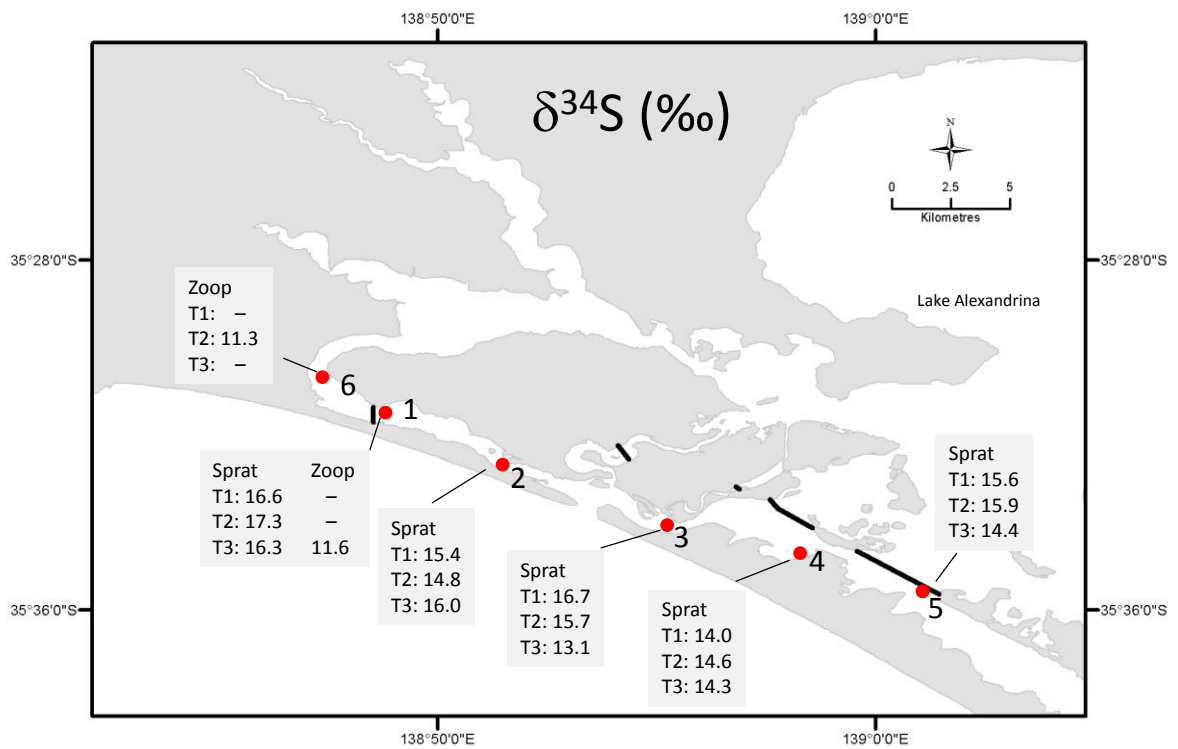 138°50'0"E
139°0'0"E
δ34S (‰)
N
0 2.5 5
Kilometres
35°28'0"S
35°28'0"S
Lake Alexandrina
Zoop
T1: –
T2: 11.3
T3: –
6
1
Sprat Zoop
T1: 16.6 –
T2: 17.3 –
T3: 16.3 11.6
2
Sprat
T1: 15.4
T2: 14.8
T3: 16.0
3
Sprat
T1: 16.7
T2: 15.7
T3: 13.1
4
Sprat
T1: 14.0
T2: 14.6
T3: 14.3
Sprat
T1: 15.6
T2: 15.9
T3: 14.4
5
35°36'0"S
35°36'0"S
138°50'0"E
139°0'0"E